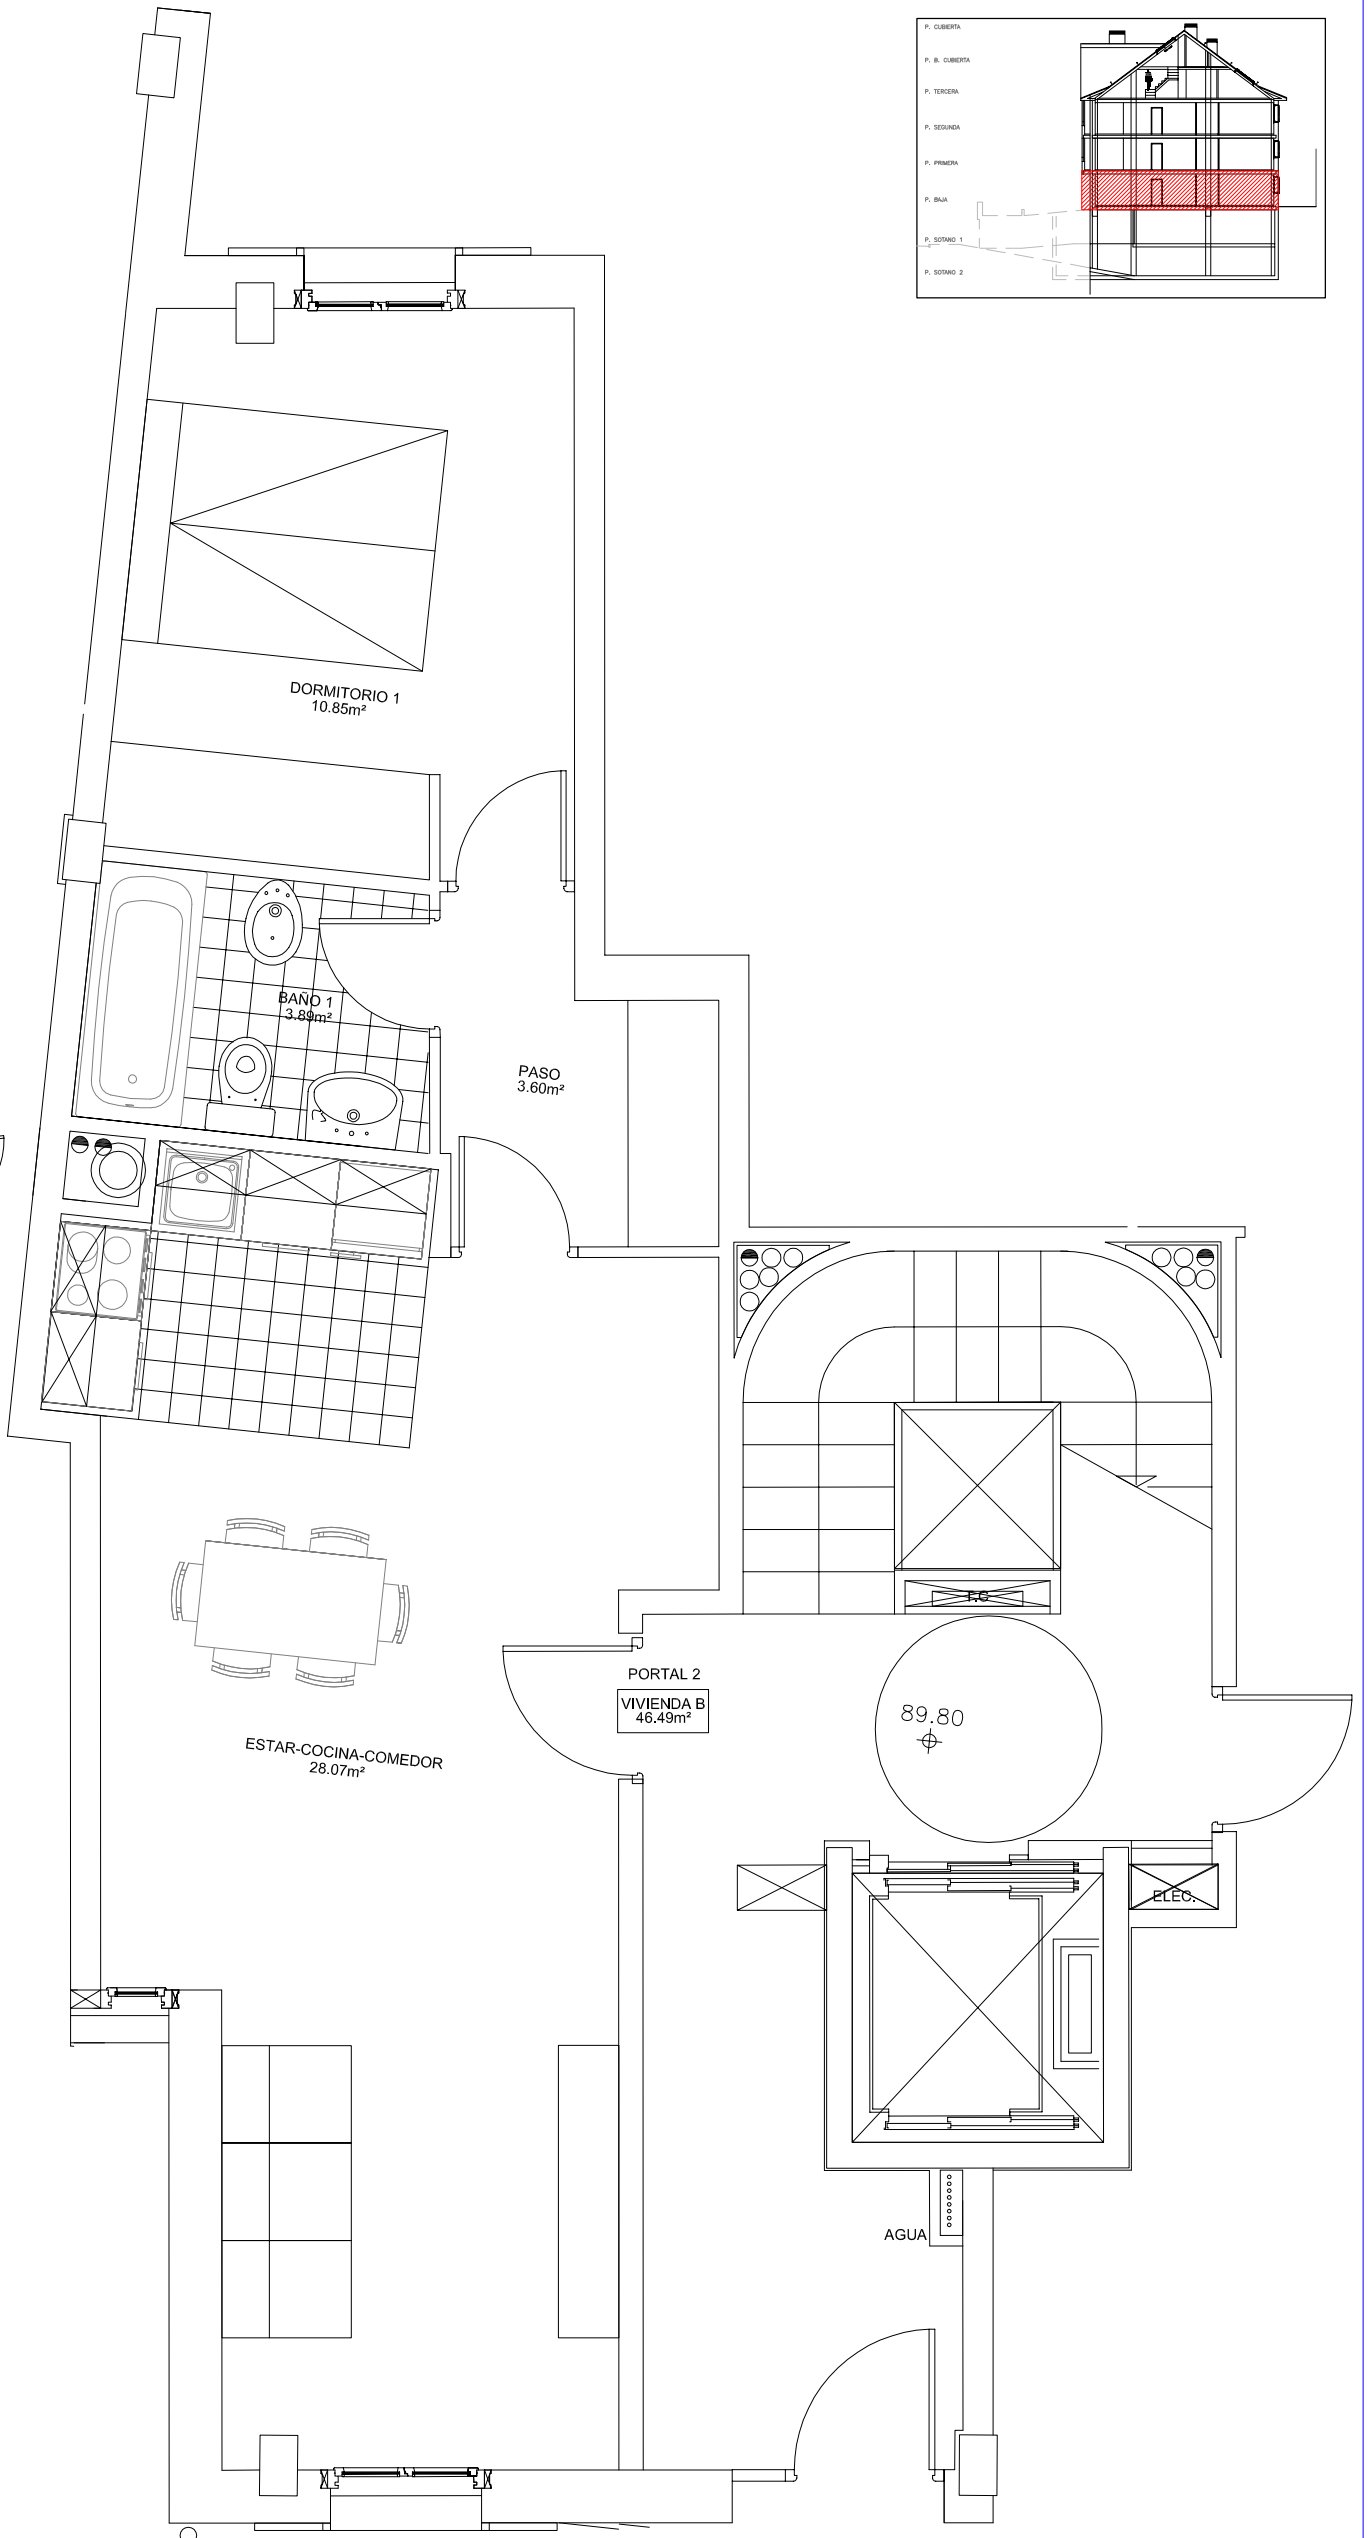 P. CUBIERTA
P. B. CUBIERTA
P. TERCERA
P. SEGUNDA
P. PRIMERA
P. BAJA
P. SOTANO 1
P. SOTANO 2
DORMITORIO 1
10.85m²
BAÑO 1
3.89m²
PASO
3.60m²
PORTAL 2
VIVIENDA B
46.49m²
89.80
ESTAR-COCINA-COMEDOR
28.07m²
ELEC.
AGUA